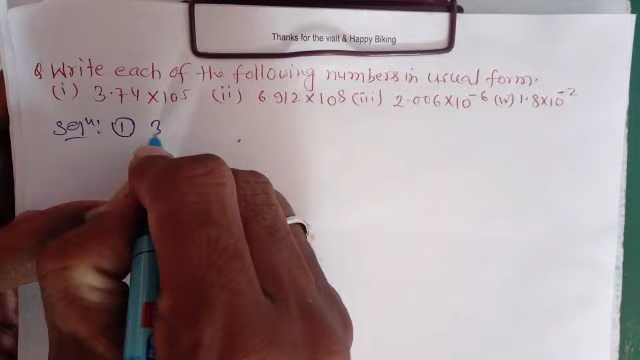 Thanks for the visit & Happy Biking
Q Write each of the following numbers in usual form.
(i) 3.74 × 10⁵ (ii) 6.912 × 10⁸ (iii) 2.006 × 10⁻⁶ (iv) 1.8 × 10⁻²
Solⁿ: ① 3